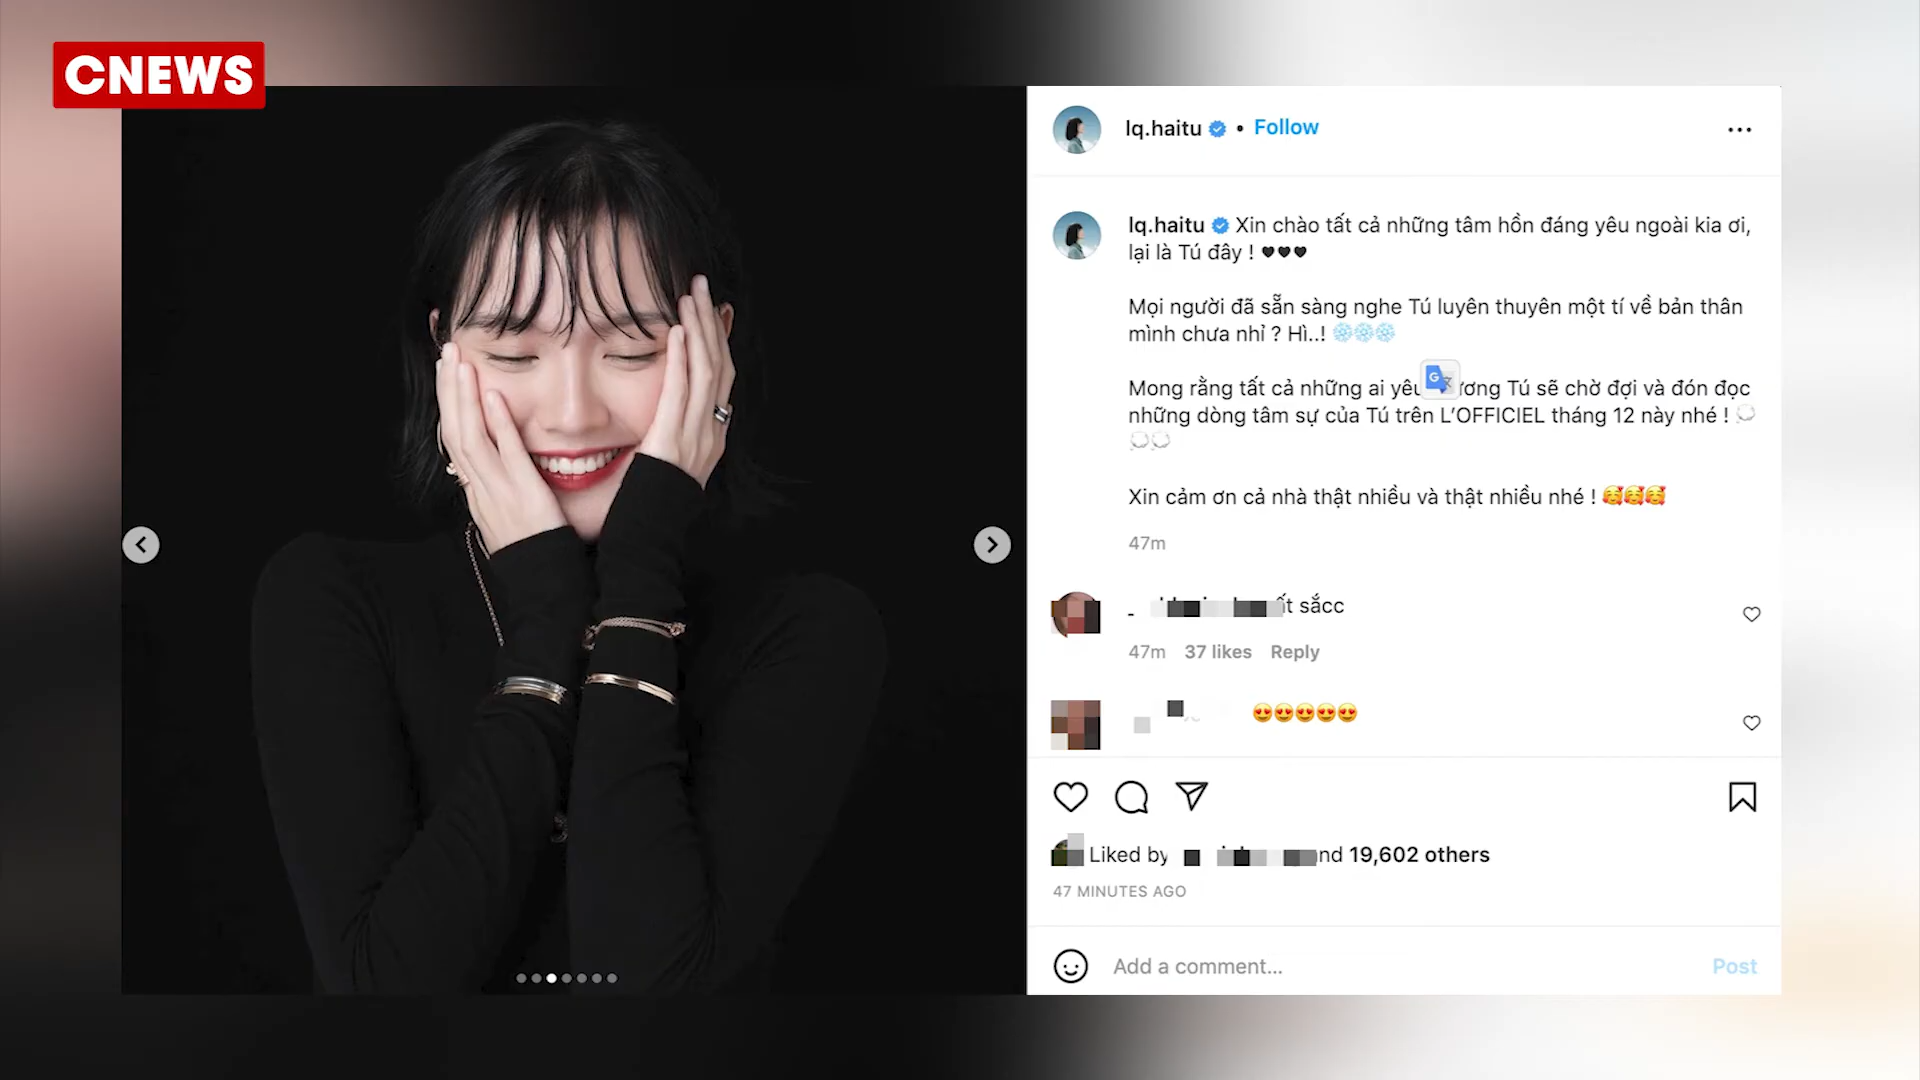 CNEWS
lq.haitu • Follow
lq.haitu Xin chào tất cả những tâm hồn đáng yêu ngoài kia ơi,
lại là Tú đây ! ♥♥♥
Mọi người đã sẵn sàng nghe Tú luyên thuyên một tí về bản thân
mình chưa nhỉ ? Hì..! ❄️❄️❄️
Mong rằng tất cả những ai Tú sẽ chờ đợi và đón đọc
những dòng tâm sự của Tú trên L'OFFICIEL tháng 12 này nhé ! 💭
💭💭
Xin cảm ơn cả nhà thật nhiều và thật nhiều nhé ! 🥰🥰🥰
47m
sắcc
47m 37 likes Reply
😍😍😍😍😍
Liked by 19,602 others
47 MINUTES AGO
Add a comment...
Post